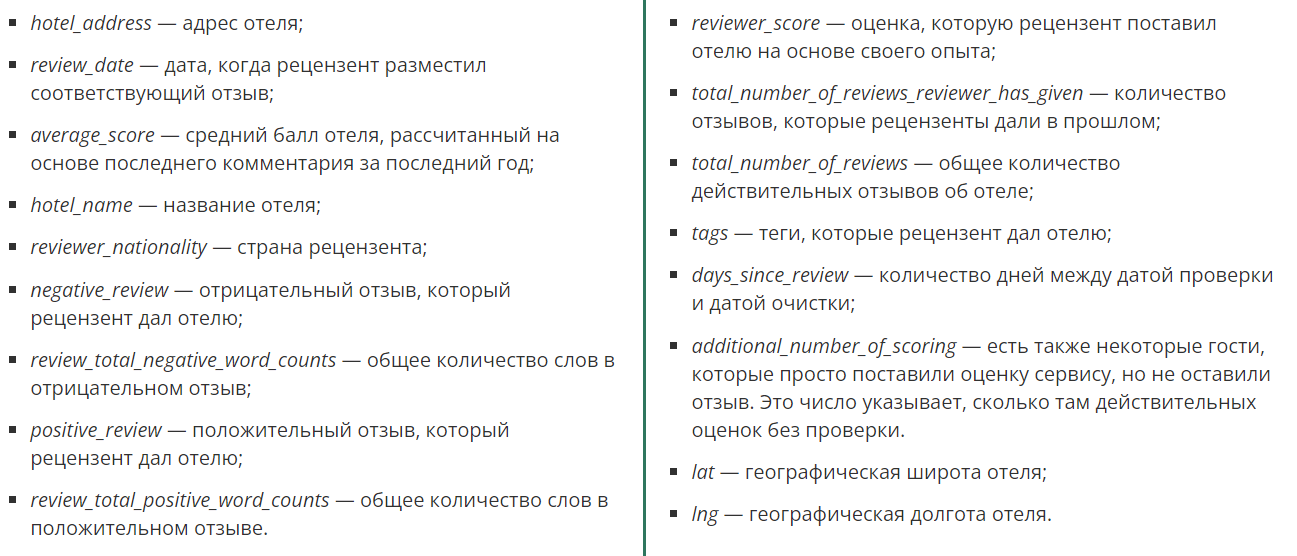 ▪ hotel_address — адрес отеля;
▪ review_date — дата, когда рецензент разместил
соответствующий отзыв;
▪ average_score — средний балл отеля, рассчитанный на
основе последнего комментария за последний год;
▪ hotel_name — название отеля;
▪ reviewer_nationality — страна рецензента;
▪ negative_review — отрицательный отзыв, который
рецензент дал отелю;
▪ review_total_negative_word_counts — общее количество слов в
отрицательном отзыв;
▪ positive_review — положительный отзыв, который
рецензент дал отелю;
▪ review_total_positive_word_counts — общее количество слов в
положительном отзыве.
▪ reviewer_score — оценка, которую рецензент поставил
отелю на основе своего опыта;
▪ total_number_of_reviews_reviewer_has_given — количество
отзывов, которые рецензенты дали в прошлом;
▪ total_number_of_reviews — общее количество
действительных отзывов об отеле;
▪ tags — теги, которые рецензент дал отелю;
▪ days_since_review — количество дней между датой проверки
и датой очистки;
▪ additional_number_of_scoring — есть также некоторые гости,
которые просто поставили оценку сервису, но не оставили
отзыв. Это число указывает, сколько там действительных
оценок без проверки.
▪ lat — географическая широта отеля;
▪ lng — географическая долгота отеля.